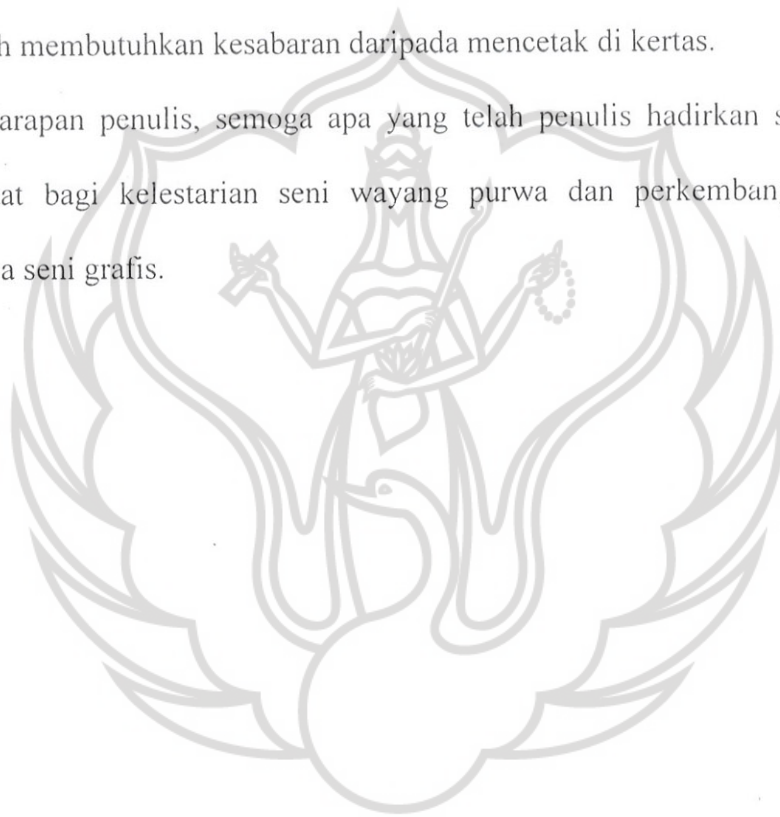 h membutuhkan kesabaran daripada mencetak di kertas.
arapan penulis, semoga apa yang telah penulis hadirkan s
at bagi kelestarian seni wayang purwa dan perkemban
a seni grafis.